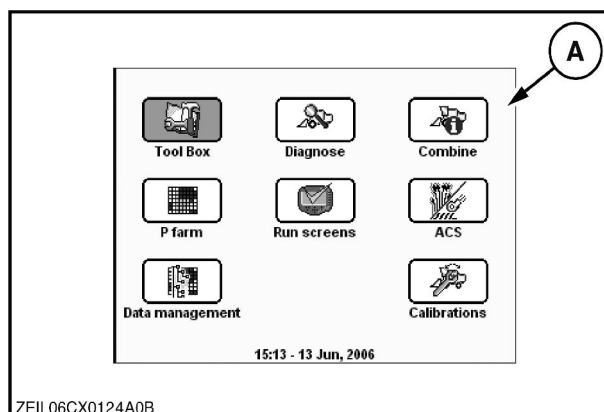 A
Tool Box
Diagnose
Combine
P farm
Run screens
ACS
Data management
Calibrations
15:13 - 13 Jun, 2006
ZEIL06CX0124A0B